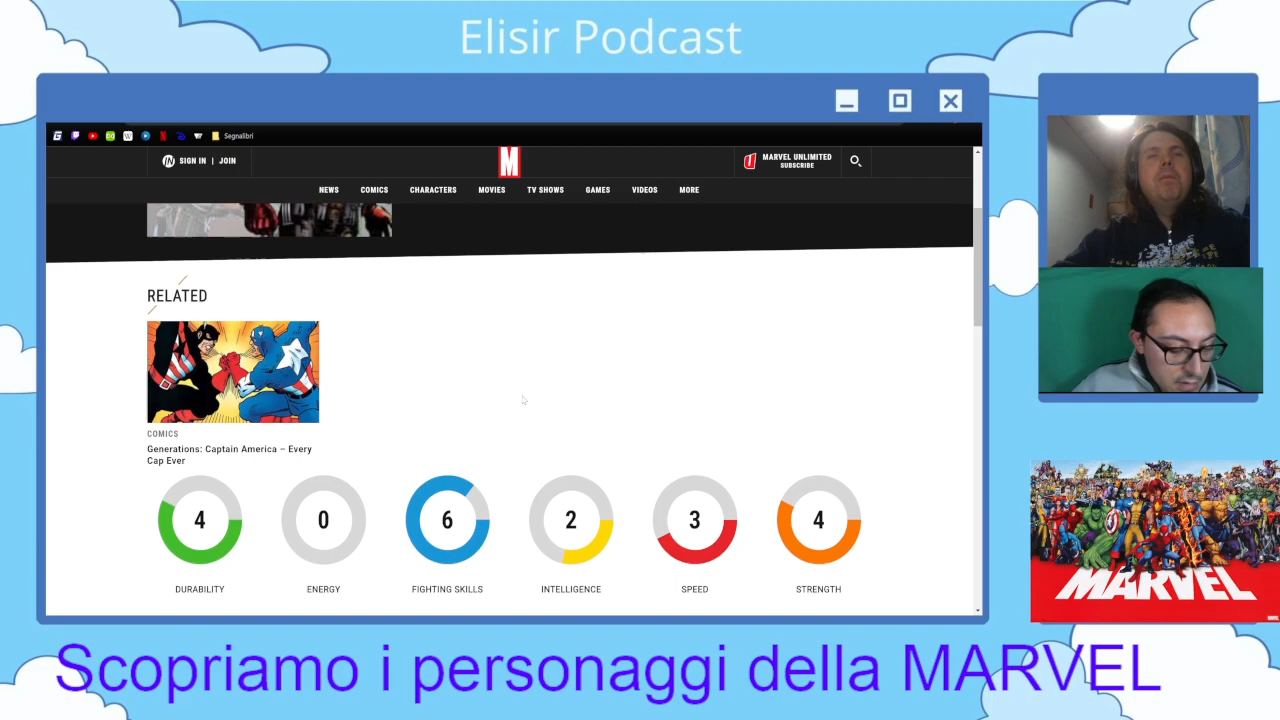 Elisir Podcast
Segnalibri
SIGN IN | JOIN
M
MARVEL UNLIMITED
SUBSCRIBE
NEWS COMICS CHARACTERS MOVIES TV SHOWS GAMES VIDEOS MORE
RELATED
COMICS
Generations: Captain America – Every
Cap Ever
4 0 6 2 3 4
DURABILITY ENERGY FIGHTING SKILLS INTELLIGENCE SPEED STRENGTH
MARVEL
Scopriamo i personaggi della MARVEL